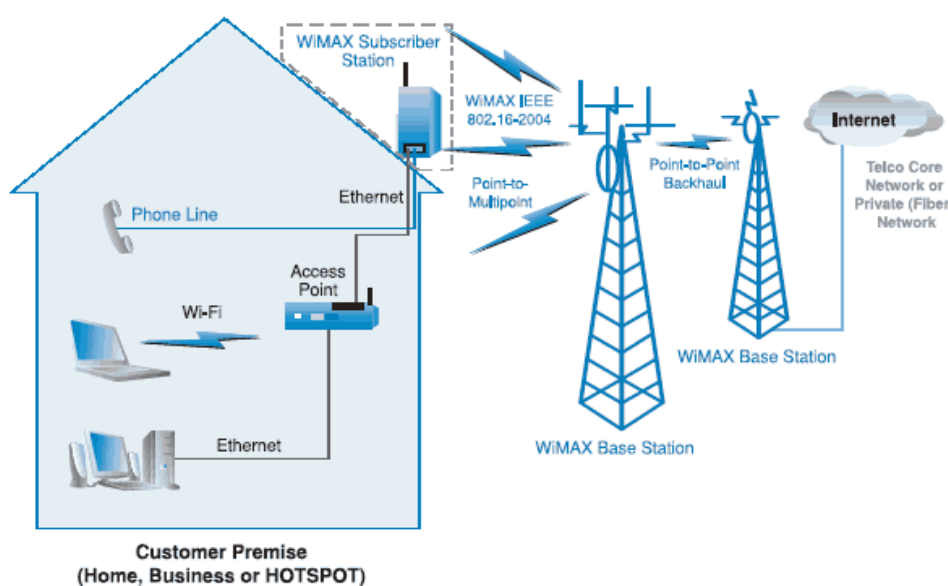 WiMAX Subscriber
Station
WiMAX IEEE
802.16-2004
Internet
Ethernet
Point-to-
Multipoint
Point-to-Point
Backhaul
Telco Core
Network or
Private (Fiber
Network
Phone Line
Access
Point
Wi-Fi
WiMAX Base Station
Ethernet
WiMAX Base Station
Customer Premise
(Home, Business or HOTSPOT)